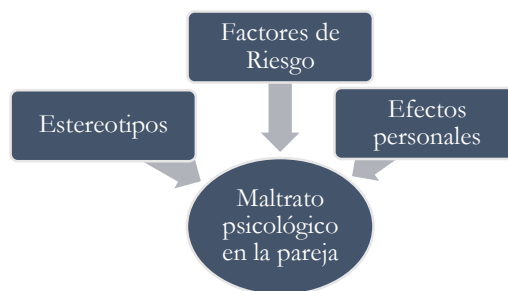 Factores de
Riesgo
Estereotipos
Efectos
personales
Maltrato
psicológico
en la pareja